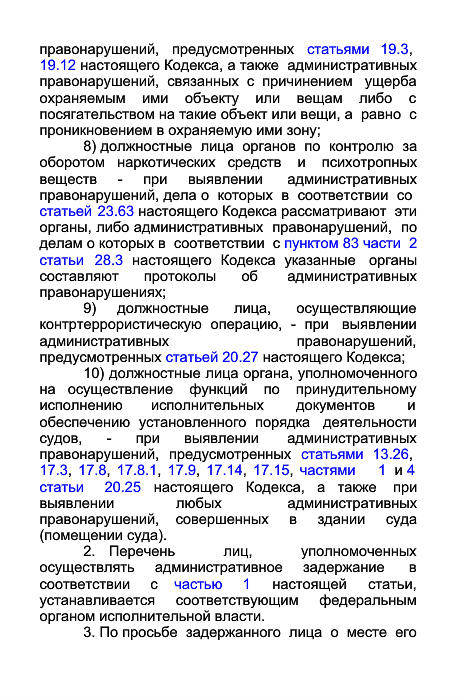 правонарушений, предусмотренных статьями 19.3,
19.12 настоящего Кодекса, а также административных
правонарушений, связанных с причинением ущерба
охраняемым ими объекту или вещам либо с
посягательством на такие объект или вещи, а равно с
проникновением в охраняемую ими зону;
8) должностные лица органов по контролю за
оборотом наркотических средств и психотропных
веществ - при выявлении административных
правонарушений, дела о которых в соответствии со
статьей 23.63 настоящего Кодекса рассматривают эти
органы, либо административных правонарушений, по
делам о которых в соответствии с пунктом 83 части 2
статьи 28.3 настоящего Кодекса указанные органы
составляют протоколы об административных
правонарушениях;
9) должностные лица, осуществляющие
контртеррористическую операцию, - при выявлении
административных правонарушений,
предусмотренных статьей 20.27 настоящего Кодекса;
10) должностные лица органа, уполномоченного
на осуществление функций по принудительному
исполнению исполнительных документов и
обеспечению установленного порядка деятельности
судов, - при выявлении административных
правонарушений, предусмотренных статьями 13.26,
17.3, 17.8, 17.8.1, 17.9, 17.14, 17.15, частями 1 и 4
статьи 20.25 настоящего Кодекса, а также при
выявлении любых административных
правонарушений, совершенных в здании суда
(помещении суда).
2. Перечень лиц, уполномоченных
осуществлять административное задержание в
соответствии с частью 1 настоящей статьи,
устанавливается соответствующим федеральным
органом исполнительной власти.
3. По просьбе задержанного лица о месте его